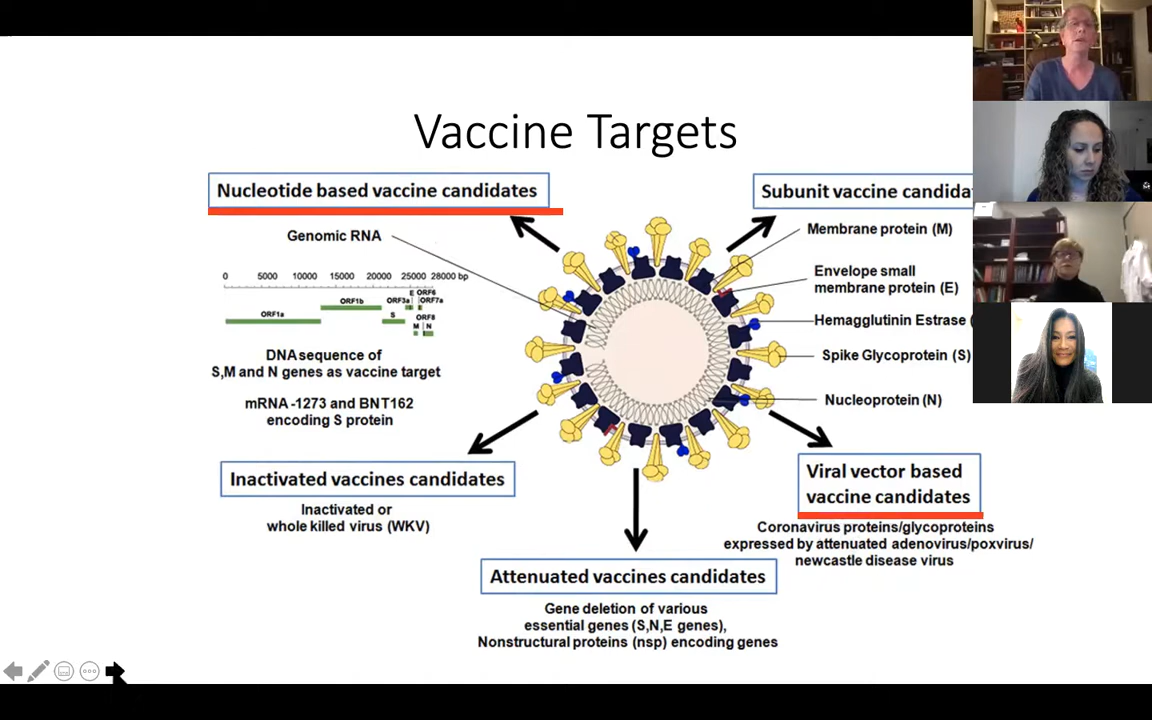 Vaccine Targets
Nucleotide based vaccine candidates
Genomic RNA
0 5000 10000 15000 20000 25000 28000 bp
E ORF6
ORF1b ORF3a ORF7a
ORF1a S ORF8
M N
DNA sequence of
S,M and N genes as vaccine target
mRNA -1273 and BNT162
encoding S protein
Subunit vaccine candida
Membrane protein (M)
Envelope small
membrane protein (E)
Hemagglutinin Estrase (
Spike Glycoprotein (S)
Nucleoprotein (N)
Inactivated vaccines candidates
Inactivated or
whole killed virus (WKV)
Viral vector based
vaccine candidates
Coronavirus proteins/glycoproteins
expressed by attenuated adenovirus/poxvirus/
newcastle disease virus
Attenuated vaccines candidates
Gene deletion of various
essential genes (S,N,E genes),
Nonstructural proteins (nsp) encoding genes